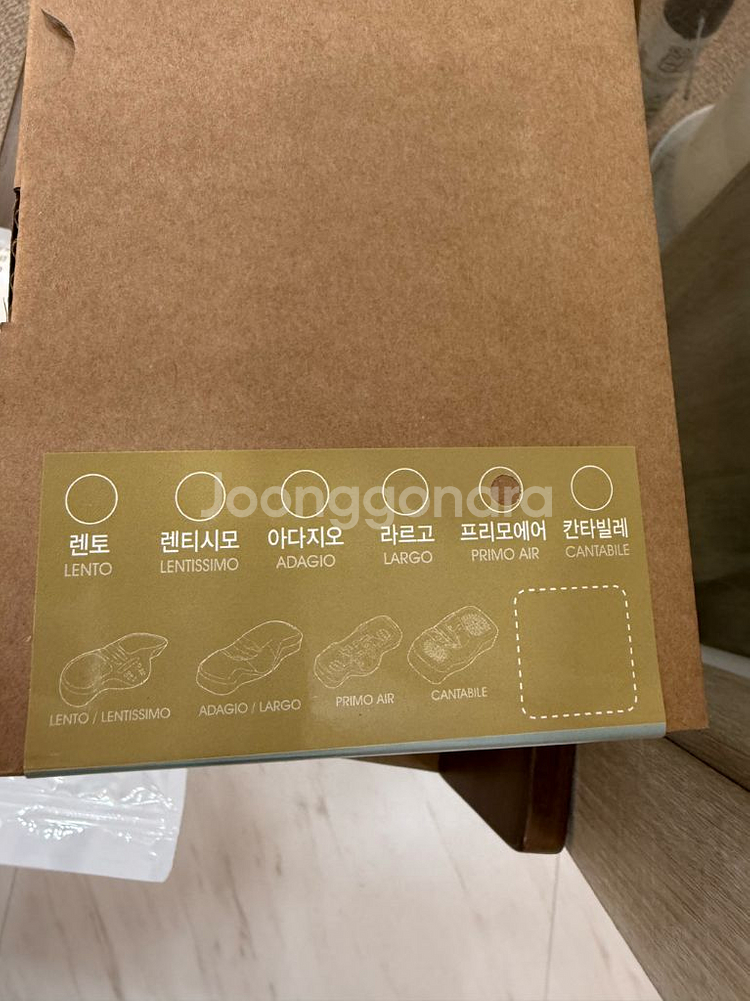 Joonggonara
렌토 렌티시모 아다지오 라르고 프리모에어 칸타빌레
LENTO LENTISSIMO ADAGIO LARGO PRIMO AIR CANTABILE
LENTO / LENTISSIMO ADAGIO / LARGO PRIMO AIR CANTABILE